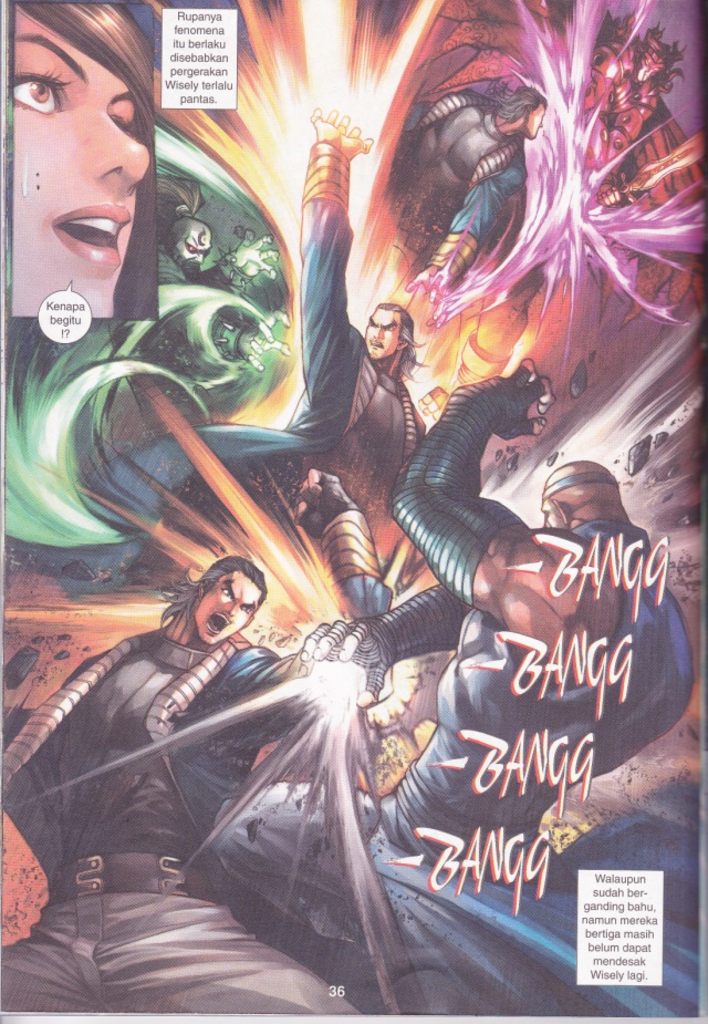 Rupanya
fenomena
itu berlaku
disebabkan
pergerakan
Wisely terlalu
pantas.
Kenapa
begitu
!?
-BANGG
-BANGG
-BANGG
-BANGG
Walaupun
sudah ber-
ganding bahu,
namun mereka
bertiga masih
belum dapat
mendesak
Wisely lagi.
36